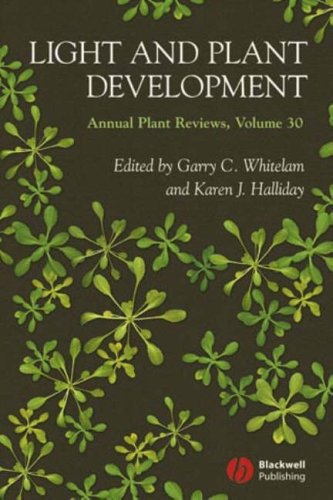 LIGHT AND PLANT
DEVELOPMENT
Annual Plant Reviews, Volume 30
Edited by Garry C. Whitelam
and Karen J. Halliday
Blackwell
Publishing